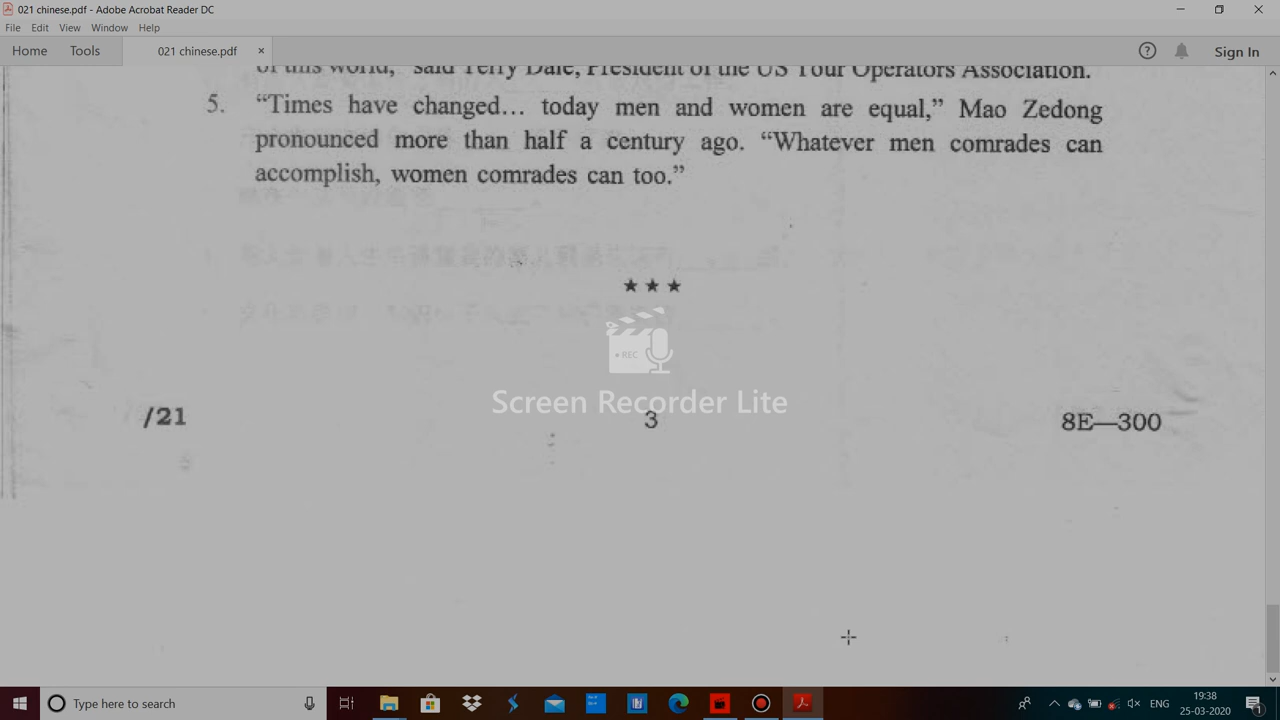 021 chinese.pdf - Adobe Acrobat Reader DC
File Edit View Window Help
Home Tools 021 chinese.pdf × ? Sign In
of this world," said Terry Dale, President of the US Tour Operators Association.
5. “Times have changed... today men and women are equal,” Mao Zedong
pronounced more than half a century ago. “Whatever men comrades can
accomplish, women comrades can too.”
★ ★ ★
• REC
Screen Recorder Lite
/21 3 8E—300
Type here to search
ENG
19:38
25-03-2020
1